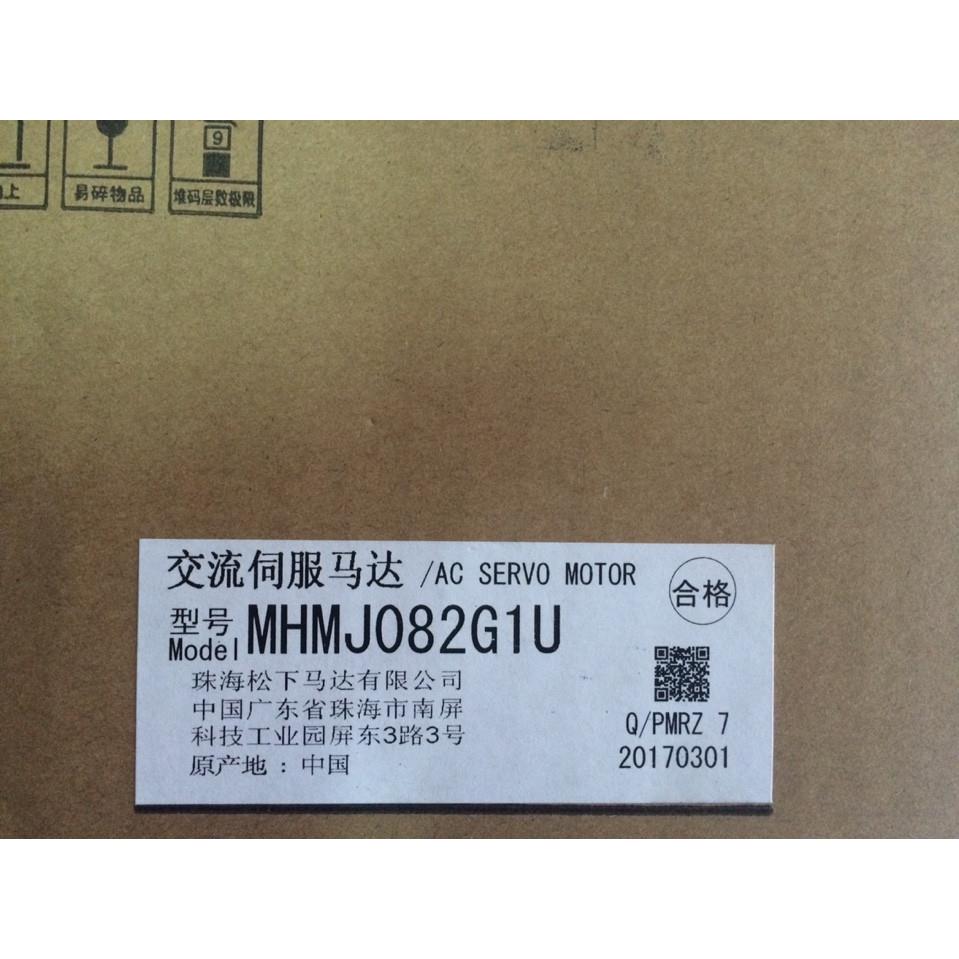 上
9
易碎物品
堆码层数极限
交流伺服马达 /AC SERVO MOTOR
合格
型号
Model MHMJ082G1U
珠海松下马达有限公司
中国广东省珠海市南屏
科技工业园屏东3路3号
原产地：中国
Q/PMRZ 7
20170301